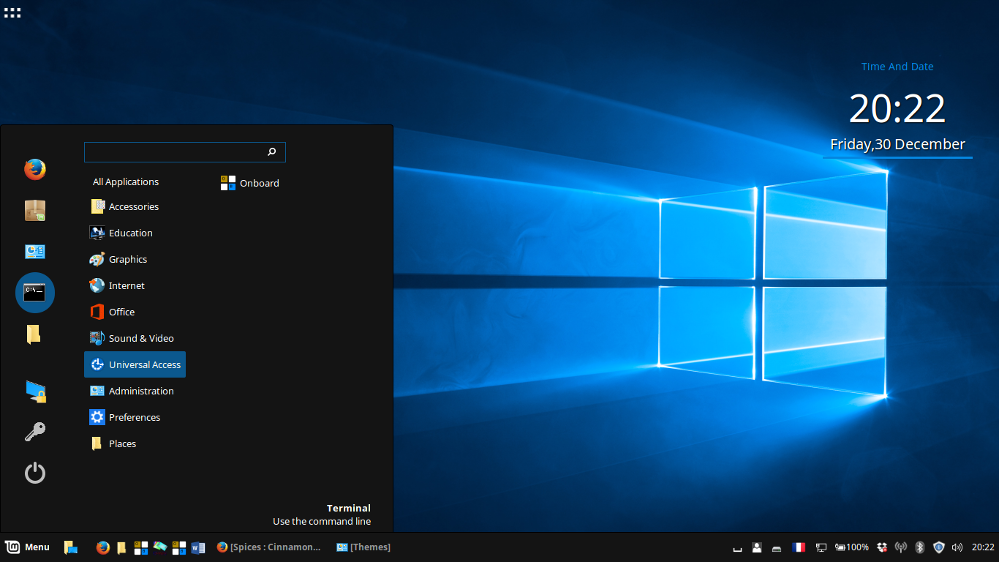 Time And Date
20:22
Friday,30 December
All Applications
Onboard
Accessories
Education
Graphics
Internet
Office
Sound & Video
Universal Access
Administration
Preferences
Places
Terminal
Use the command line
Menu
[Spices : Cinnamon...
[Themes]
100%
20:22